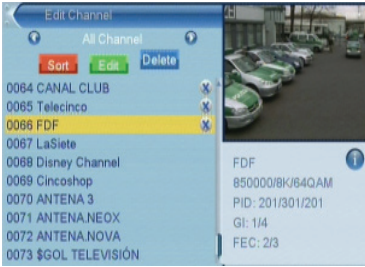 Edit Channel
All Channel
Sort Edit Delete
0064 CANAL CLUB
0065 Telecinco
0066 FDF
0067 LaSiete
0068 Disney Channel
0069 Cincoshop
0070 ANTENA 3
0071 ANTENA.NEOX
0072 ANTENA.NOVA
0073 $GOL TELEVISIÓN
FDF
850000/8K/64QAM
PID: 201/301/201
GI: 1/4
FEC: 2/3